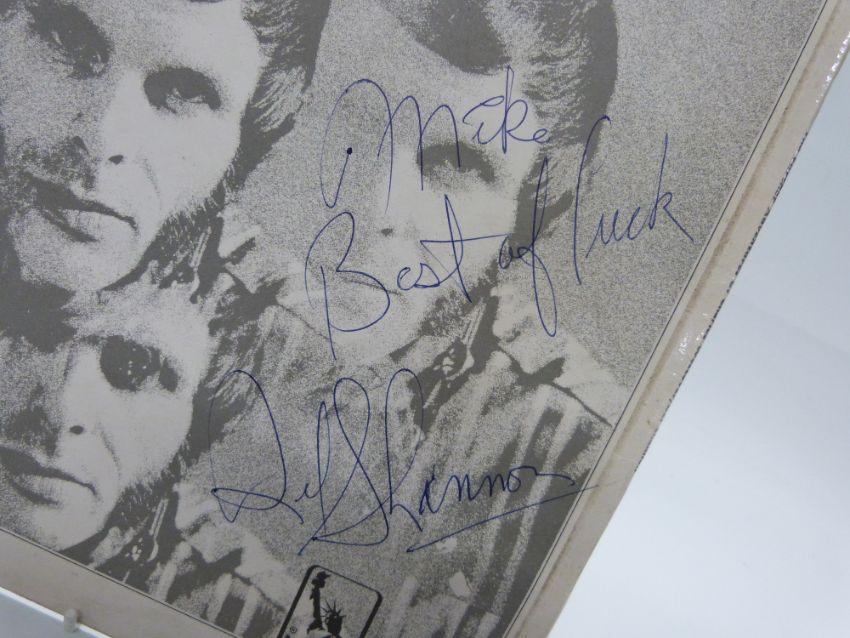 Mike
Best of Luck
Del Shannon